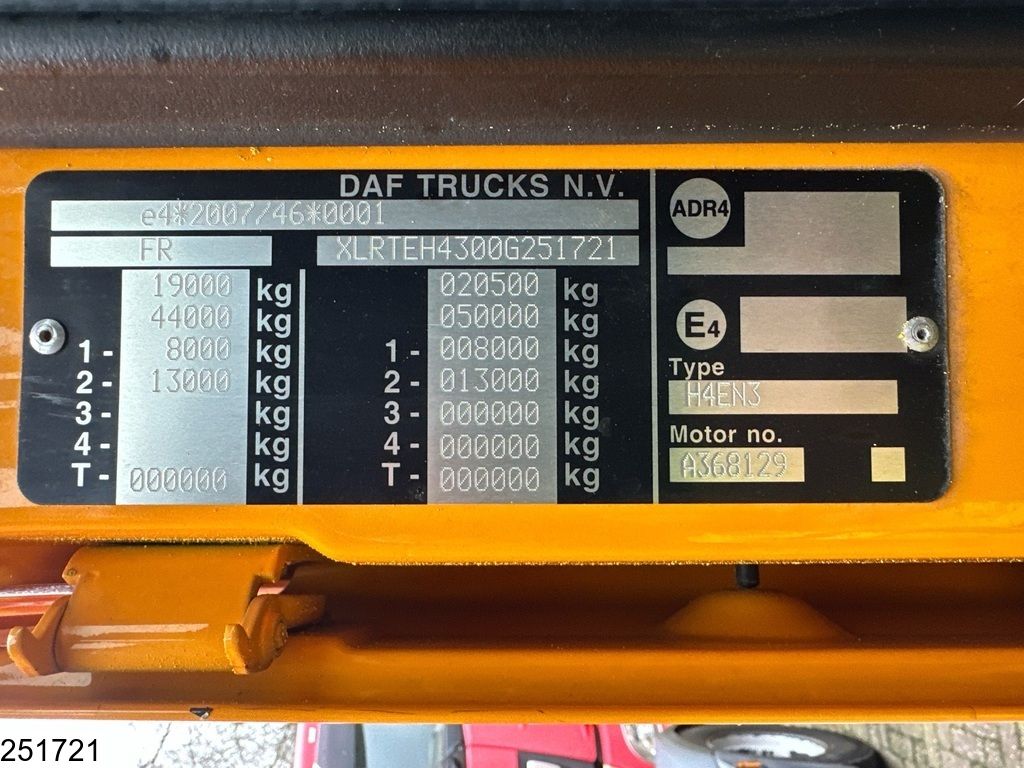 DAF TRUCKS N.V.
e4*2007/46*0001
FR XLRTEH4300G251721
19000 kg 020500 kg
44000 kg 050000 kg
1- 8000 kg 1- 008000 kg
2- 13000 kg 2- 013000 kg
3- kg 3- 000000 kg
4- kg 4- 000000 kg
T- 000000 kg T- 000000 kg
ADR4
E4
Type
H4EN3
Motor no.
A368129
251721